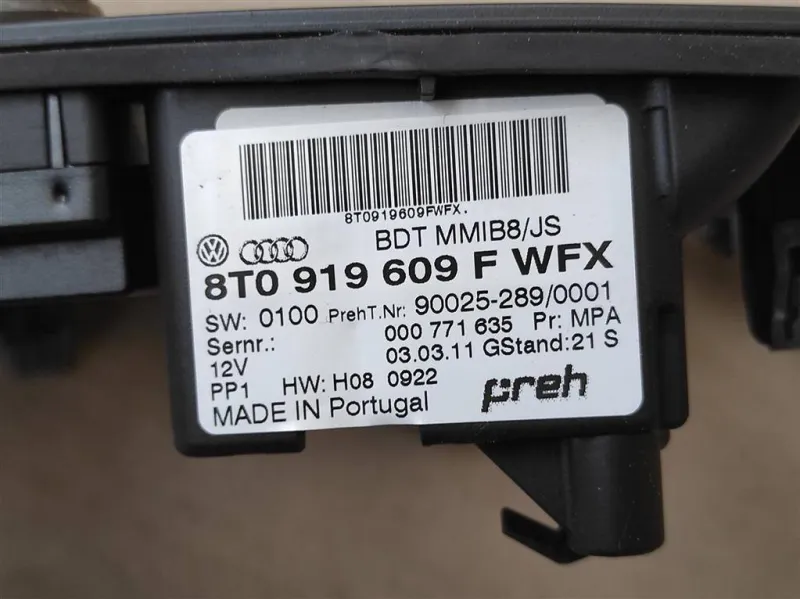 8T0919609FWFX.
BDT MMIB8/JS
8T0 919 609 F WFX
SW: 0100 PrehT.Nr: 90025-289/0001
Sernr.: 000 771 635 Pr: MPA
12V 03.03.11 GStand:21 S
PP1 HW: H08 0922
MADE IN Portugal preh